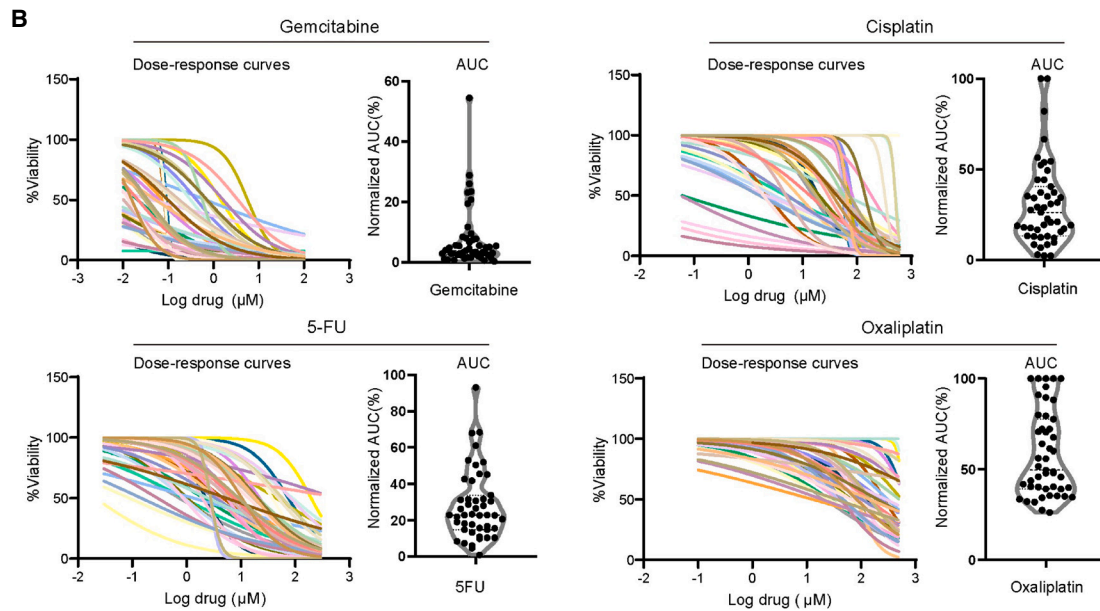 B
Gemcitabine
Dose-response curves
AUC
%Viability
150
100
50
0
-3 -2 -1 0 1 2 3
Log drug (μM)
Normalized AUC(%)
60
40
20
0
Gemcitabine
Cisplatin
Dose-response curves
AUC
%Viability
150
100
50
0
-2 -1 0 1 2 3
Log drug (μM)
Normalized AUC(%)
100
50
0
Cisplatin
5-FU
Dose-response curves
AUC
%Viability
150
100
50
0
-2 -1 0 1 2 3
Log drug (μM)
Normalized AUC(%)
100
80
60
40
20
0
5FU
Oxaliplatin
Dose-response curves
AUC
%Viability
150
100
50
0
-2 -1 0 1 2 3
Log drug (μM)
Normalized AUC(%)
100
50
0
Oxaliplatin